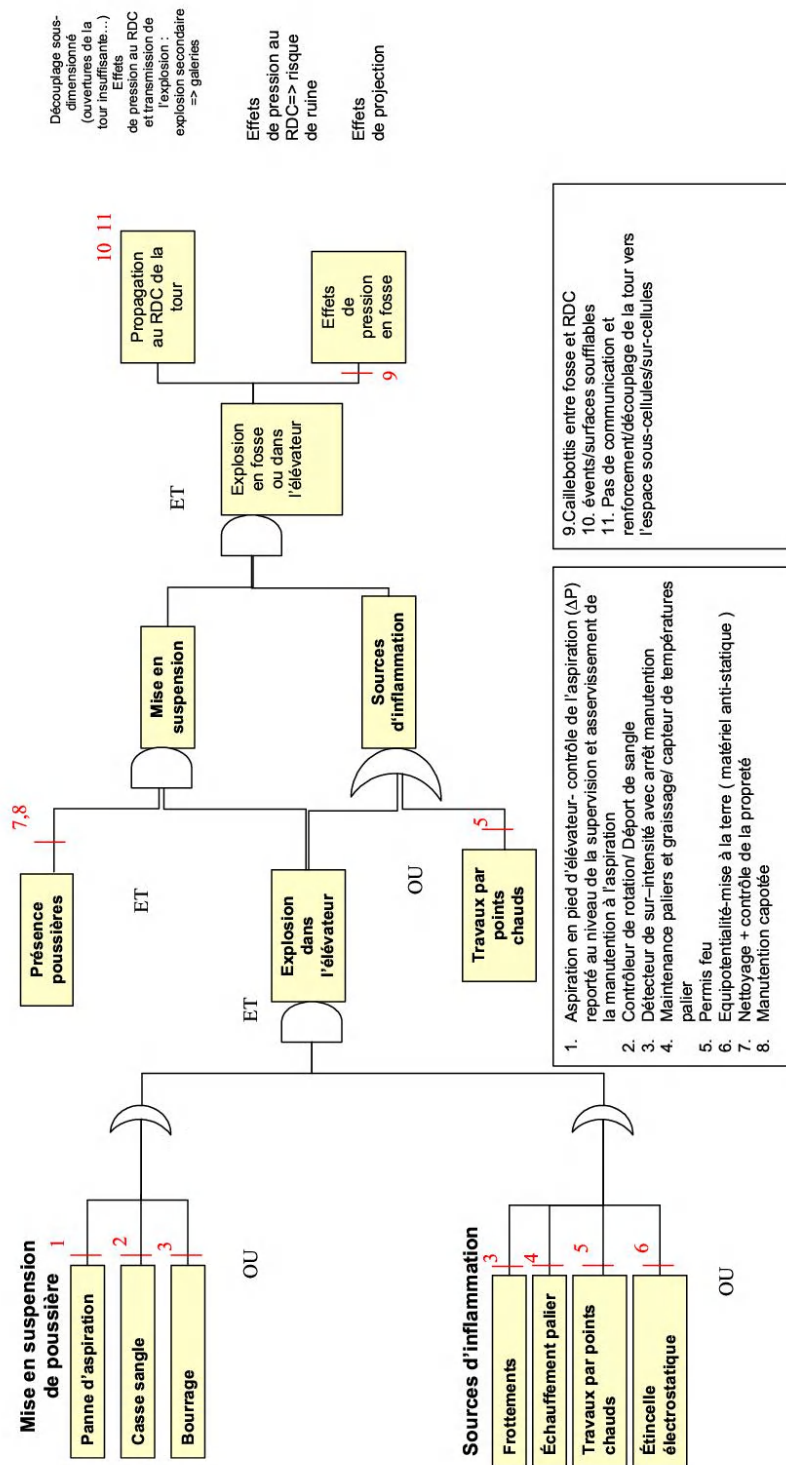 Mise en suspension
de poussière
Panne d'aspiration
1
Casse sangle
2
Bourrage
3
OU
Sources d'inflammation
Frottements
3
Échauffement palier
4
Travaux par points
chauds
5
Étincelle
électrostatique
6
OU
ET
Explosion
dans
l'élévateur
Présence
poussières
7,8
ET
Travaux par
points
chauds
5
OU
Mise en
suspension
Sources
d'inflammation
ET
Explosion
en fosse
ou dans
l'élévateur
Propagation
au RDC de la
tour
10 11
Effets
de
pression
en fosse
9
Découplage sous-
dimensionné
(ouvertures de la
tour insuffisante…)
Effets
de pression au RDC
et transmission de
l'explosion :
explosion secondaire
=> galeries
Effets
de pression au
RDC=> risque
de ruine
Effets
de projection
1. Aspiration en pied d'élévateur- contrôle de l'aspiration (ΔP)
reporté au niveau de la supervision et asservissement de
la manutention à l'aspiration
2. Contrôleur de rotation/ Déport de sangle
3. Détecteur de sur–intensité avec arrêt manutention
4. Maintenance paliers et graissage/ capteur de températures
palier
5. Permis feu
6. Equipotentialité-mise à la terre ( matériel anti-statique )
7. Nettoyage + contrôle de la propreté
8. Manutention capotée
9.Caillebottis entre fosse et RDC
10. évents/surfaces soufflables
11. Pas de communication et
renforcement/découplage de la tour vers
l'espace sous-cellules/sur-cellules